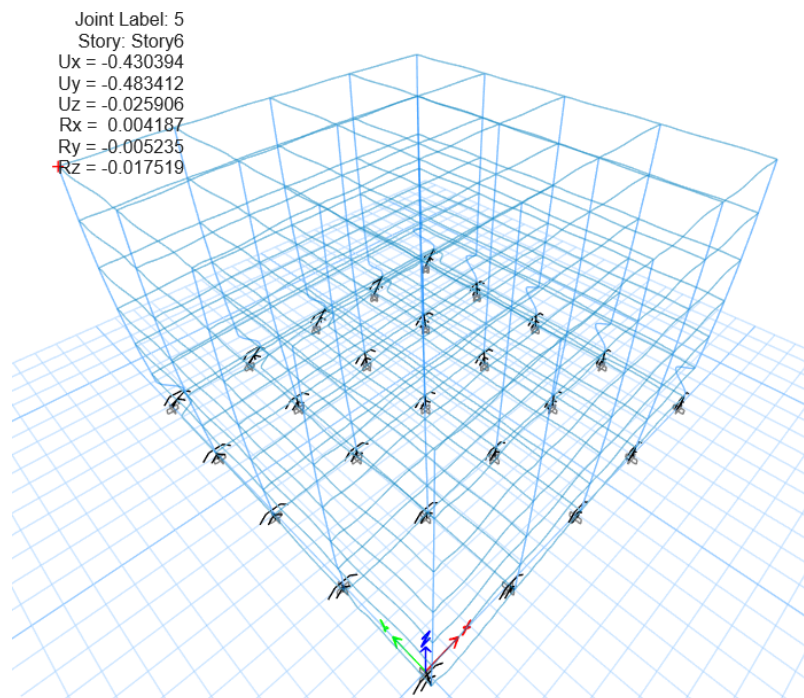 Joint Label: 5
Story: Story6
Ux = -0.430394
Uy = -0.483412
Uz = -0.025906
Rx = 0.004187
Ry = -0.005235
Rz = -0.017519